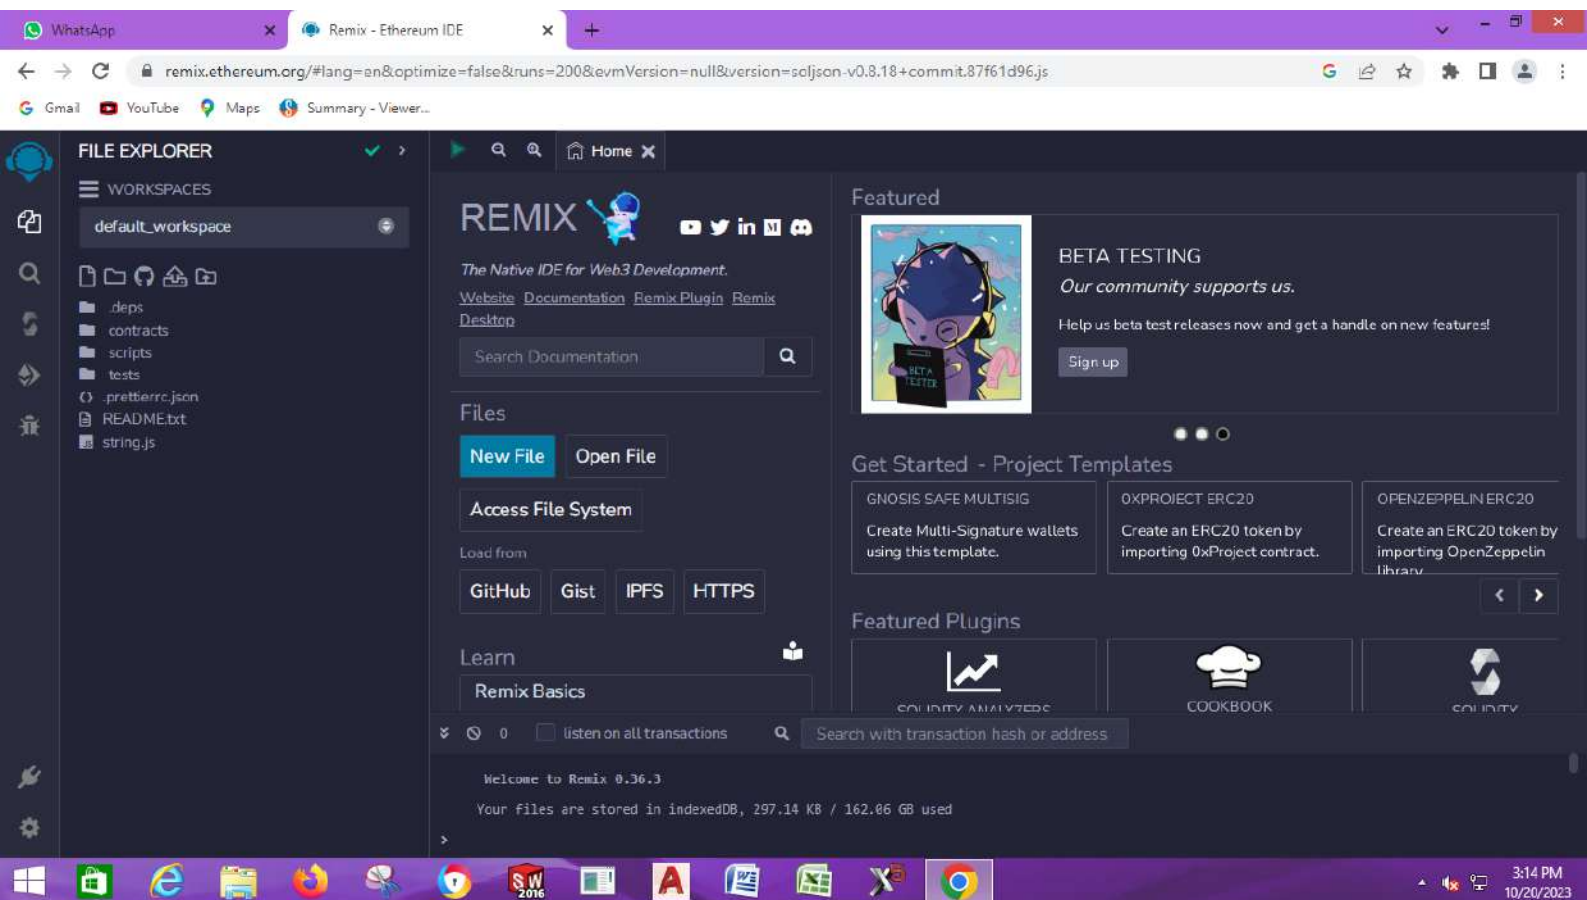 WhatsApp
Remix - Ethereum IDE
remix.ethereum.org/#lang=en&optimize=false&runs=200&evmVersion=null&version=soljson-v0.8.18+commit.87f61d96.js
Gmail
YouTube
Maps
Summary - Viewer...
FILE EXPLORER
WORKSPACES
default_workspace
.deps
contracts
scripts
tests
.prettierrc.json
README.txt
string.js
Home
REMIX
The Native IDE for Web3 Development.
Website Documentation Remix Plugin Remix
Desktop
Search Documentation
Files
New File
Open File
Access File System
Load from
GitHub
Gist
IPFS
HTTPS
Learn
Remix Basics
Featured
BETA TESTER
BETA TESTING
Our community supports us.
Help us beta test releases now and get a handle on new features!
Sign up
Get Started - Project Templates
GNOSIS SAFE MULTISIG
Create Multi-Signature wallets
using this template.
0XPROJECT ERC20
Create an ERC20 token by
importing 0xProject contract.
OPENZEPPELIN ERC20
Create an ERC20 token by
importing OpenZeppelin
library
Featured Plugins
SOLIDITY ANALYZERS
COOKBOOK
SOLIDITY
0
listen on all transactions
Search with transaction hash or address
Welcome to Remix 0.36.3
Your files are stored in indexedDB, 297.14 KB / 162.06 GB used
>
SW
2016
3:14 PM
10/20/2023